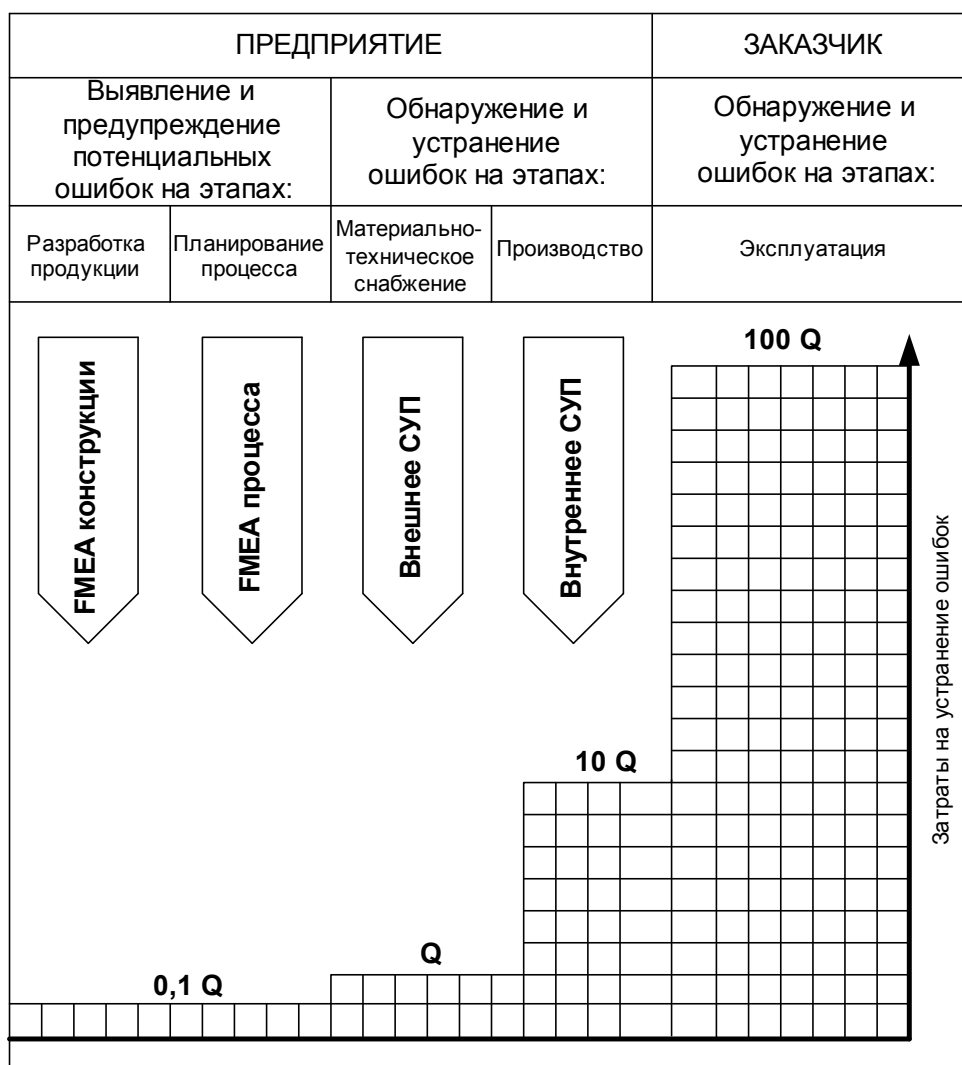 ПРЕДПРИЯТИЕ
ЗАКАЗЧИК
Выявление и
предупреждение
потенциальных
ошибок на этапах:
Обнаружение и
устранение
ошибок на этапах:
Обнаружение и
устранение
ошибок на этапах:
Разработка
продукции
Планирование
процесса
Материально-
техническое
снабжение
Производство
Эксплуатация
FMEA конструкции
FMEA процесса
Внешнее СУП
Внутреннее СУП
100 Q
10 Q
Q
0,1 Q
Затраты на устранение ошибок